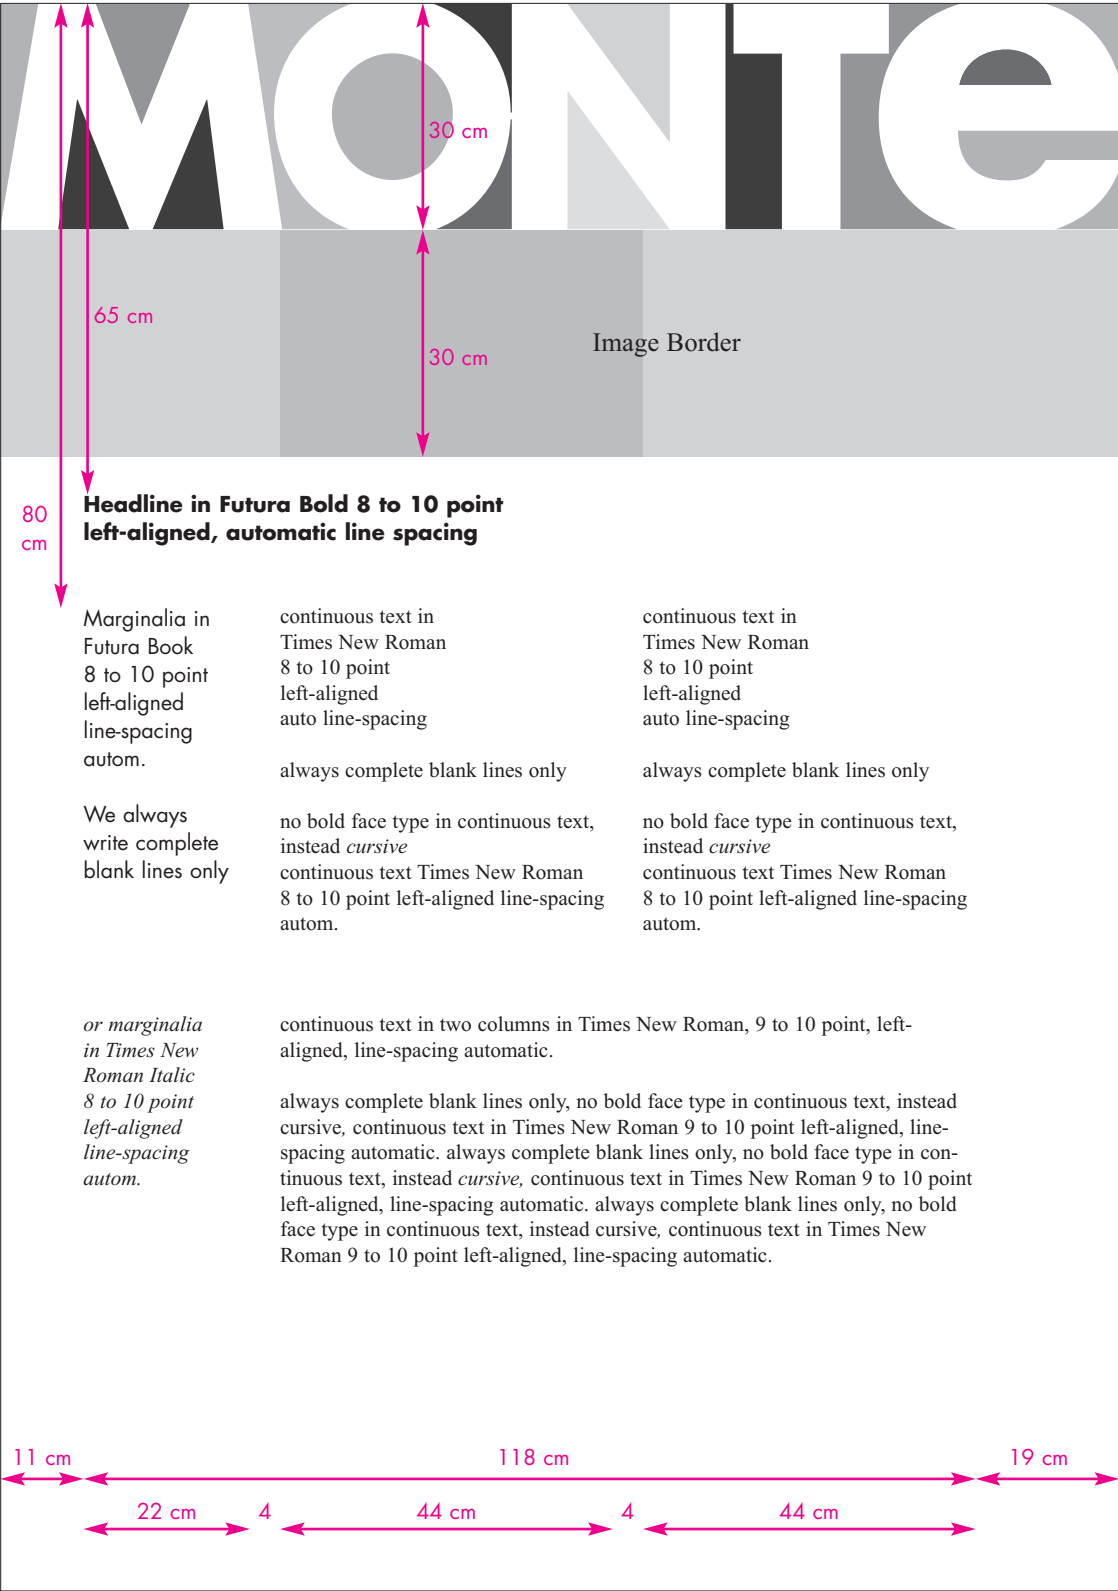 MONTe
30 cm
65 cm
30 cm
Image Border
80
cm
Headline in Futura Bold 8 to 10 point
left-aligned, automatic line spacing
Marginalia in
Futura Book
8 to 10 point
left-aligned
line-spacing
autom.
We always
write complete
blank lines only
continuous text in
Times New Roman
8 to 10 point
left-aligned
auto line-spacing
always complete blank lines only
no bold face type in continuous text,
instead cursive
continuous text Times New Roman
8 to 10 point left-aligned line-spacing
autom.
continuous text in
Times New Roman
8 to 10 point
left-aligned
auto line-spacing
always complete blank lines only
no bold face type in continuous text,
instead cursive
continuous text Times New Roman
8 to 10 point left-aligned line-spacing
autom.
or marginalia
in Times New
Roman Italic
8 to 10 point
left-aligned
line-spacing
autom.
continuous text in two columns in Times New Roman, 9 to 10 point, left-
aligned, line-spacing automatic.
always complete blank lines only, no bold face type in continuous text, instead
cursive, continuous text in Times New Roman 9 to 10 point left-aligned, line-
spacing automatic. always complete blank lines only, no bold face type in con-
tinuous text, instead cursive, continuous text in Times New Roman 9 to 10 point
left-aligned, line-spacing automatic. always complete blank lines only, no bold
face type in continuous text, instead cursive, continuous text in Times New
Roman 9 to 10 point left-aligned, line-spacing automatic.
11 cm
118 cm
19 cm
22 cm
4
44 cm
4
44 cm